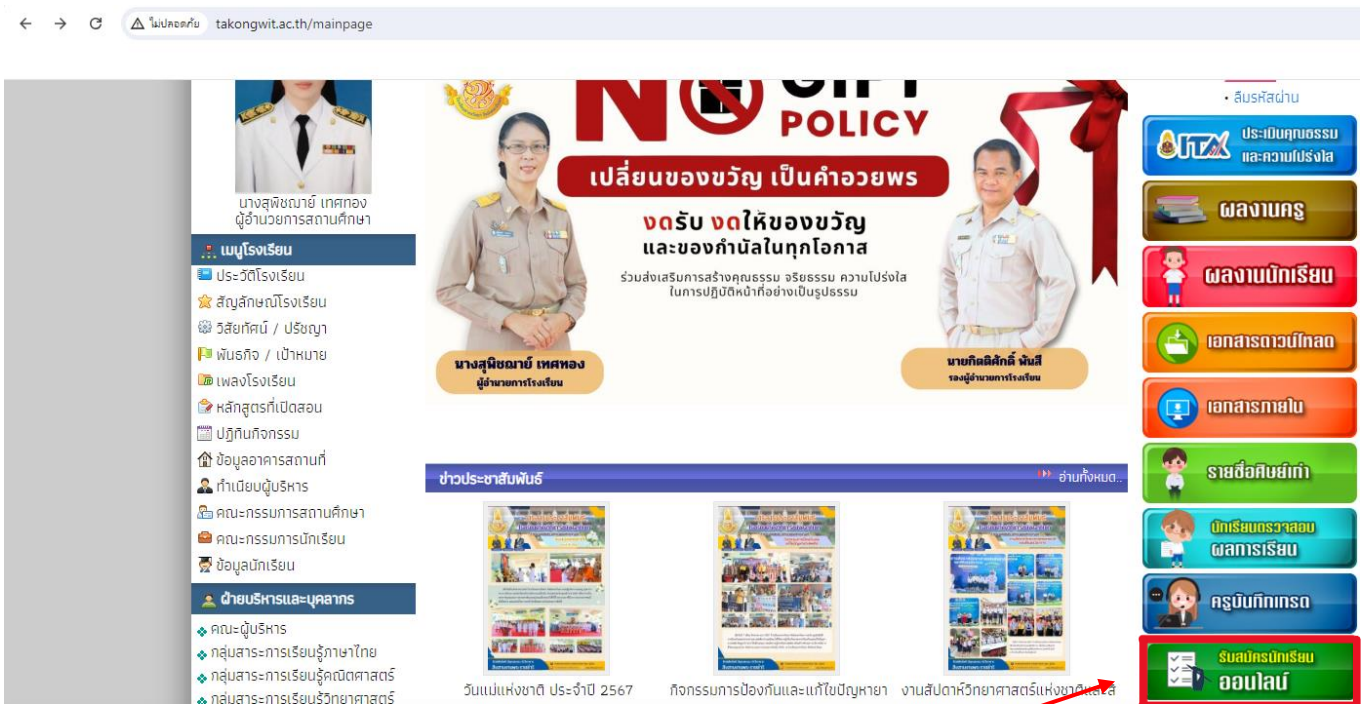 ไม่ปลอดภัย takongwit.ac.th/mainpage
นางสุพิชฌาย์ เทศทอง
ผู้อำนวยการสถานศึกษา
เมนูโรงเรียน
ประวัติโรงเรียน
สัญลักษณ์โรงเรียน
วิสัยทัศน์ / ปรัชญา
พันธกิจ / เป้าหมาย
เพลงโรงเรียน
หลักสูตรที่เปิดสอน
ปฏิทินกิจกรรม
ข้อมูลอาคารสถานที่
ทำเนียบผู้บริหาร
คณะกรรมการสถานศึกษา
คณะกรรมการนักเรียน
ข้อมูลนักเรียน
ฝ่ายบริหารและบุคลากร
คณะผู้บริหาร
กลุ่มสาระการเรียนรู้ภาษาไทย
กลุ่มสาระการเรียนรู้คณิตศาสตร์
กลุ่มสาระการเรียนรู้วิทยาศาสตร์
NO GIFT
POLICY
เปลี่ยนของขวัญ เป็นคำอวยพร
งดรับ งดให้ของขวัญ
และของกำนัลในทุกโอกาส
ร่วมส่งเสริมการสร้างคุณธรรม จริยธรรม ความโปร่งใส
ในการปฏิบัติหน้าที่อย่างเป็นรูปธรรม
นางสุพิชฌาย์ เทศทอง
ผู้อำนวยการโรงเรียน
นายกิตติศักดิ์ พันสี
รองผู้อำนวยการโรงเรียน
ข่าวประชาสัมพันธ์
อ่านทั้งหมด..
วันแม่แห่งชาติ ประจำปี 2567
กิจกรรมการป้องกันและแก้ไขปัญหายา
งานสัปดาห์วิทยาศาสตร์แห่งชาติและส
• ลืมรหัสผ่าน
ITA ประเมินคุณธรรม
และความโปร่งใส
ผลงานครู
ผลงานนักเรียน
เอกสารดาวน์โหลด
เอกสารภายใน
รายชื่อศิษย์เก่า
นักเรียนตรวจสอบ
ผลการเรียน
ครูบันทึกเกรด
รับสมัครนักเรียน
ออนไลน์